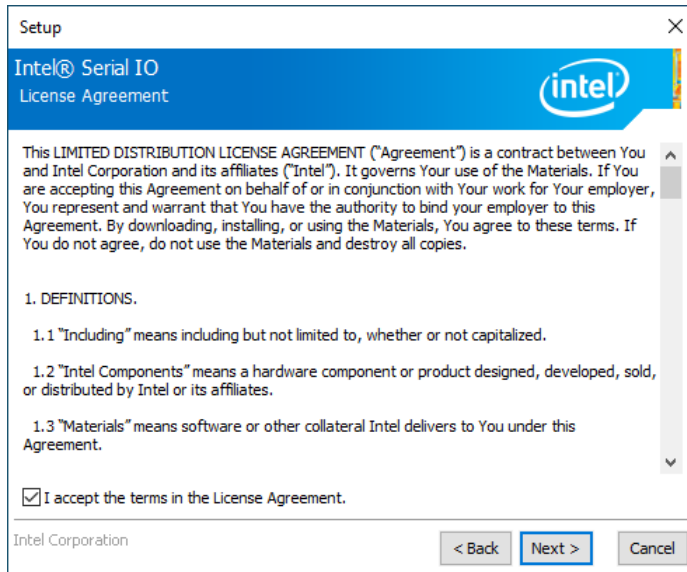 Setup
Intel® Serial IO
License Agreement
intel
This LIMITED DISTRIBUTION LICENSE AGREEMENT (“Agreement”) is a contract between You
and Intel Corporation and its affiliates (“Intel”). It governs Your use of the Materials. If You
are accepting this Agreement on behalf of or in conjunction with Your work for Your employer,
You represent and warrant that You have the authority to bind your employer to this
Agreement. By downloading, installing, or using the Materials, You agree to these terms. If
You do not agree, do not use the Materials and destroy all copies.
1. DEFINITIONS.
1.1 “Including” means including but not limited to, whether or not capitalized.
1.2 “Intel Components” means a hardware component or product designed, developed, sold,
or distributed by Intel or its affiliates.
1.3 “Materials” means software or other collateral Intel delivers to You under this
Agreement.
I accept the terms in the License Agreement.
Intel Corporation
< Back
Next >
Cancel